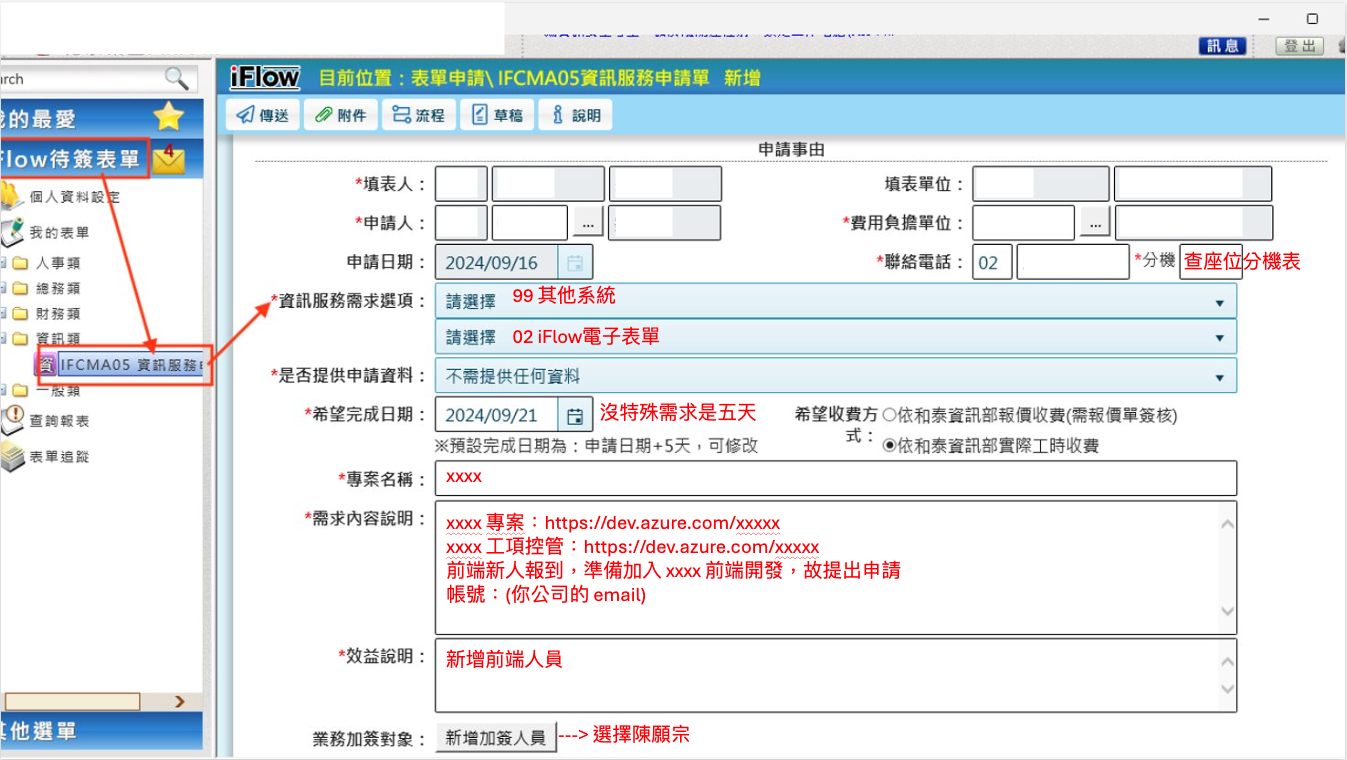 訊息
登出
rch
iFlow 目前位置：表單申請\ IFCMA05資訊服務申請單 新增
傳送 附件 流程 草稿 說明
的最愛
Flow待簽表單 4
個人資料設定
我的表單
人事類
總務類
財務類
資訊類
資 IFCMA05 資訊服務
一般類
查詢報表
表單追蹤
他選單
申請事由
*填表人：
填表單位：
*申請人： ...
*費用負擔單位： ...
申請日期： 2024/09/16
*聯絡電話： 02 *分機 查座位分機表
*資訊服務需求選項： 請選擇 99 其他系統
請選擇 02 iFlow電子表單
*是否提供申請資料： 不需提供任何資料
*希望完成日期： 2024/09/21 沒特殊需求是五天
※預設完成日期為：申請日期+5天，可修改
希望收費方式： 依和泰資訊部報價收費(需報價單簽核)
依和泰資訊部實際工時收費
*專案名稱： xxxx
*需求內容說明： xxxx 專案：https://dev.azure.com/xxxxx
xxxx 工項控管：https://dev.azure.com/xxxxx
前端新人報到，準備加入 xxxx 前端開發，故提出申請
帳號：(你公司的 email)
*效益說明： 新增前端人員
業務加簽對象： 新增加簽人員 ---> 選擇陳願宗